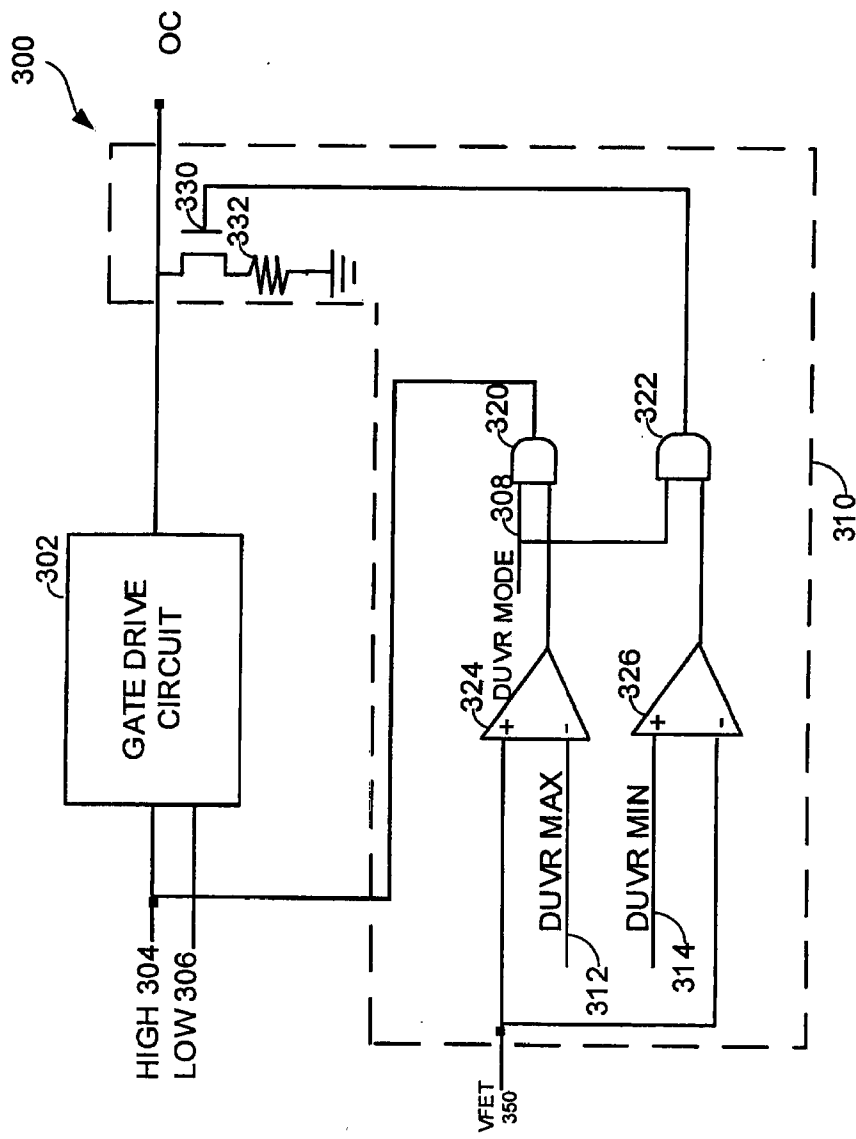 300
OC
302
GATE DRIVE
CIRCUIT
330
332
HIGH 304
LOW 306
320
308
DUVR MODE
322
324
+
-
326
+
-
DUVR MAX
312
DUVR MIN
314
VFET
350
310